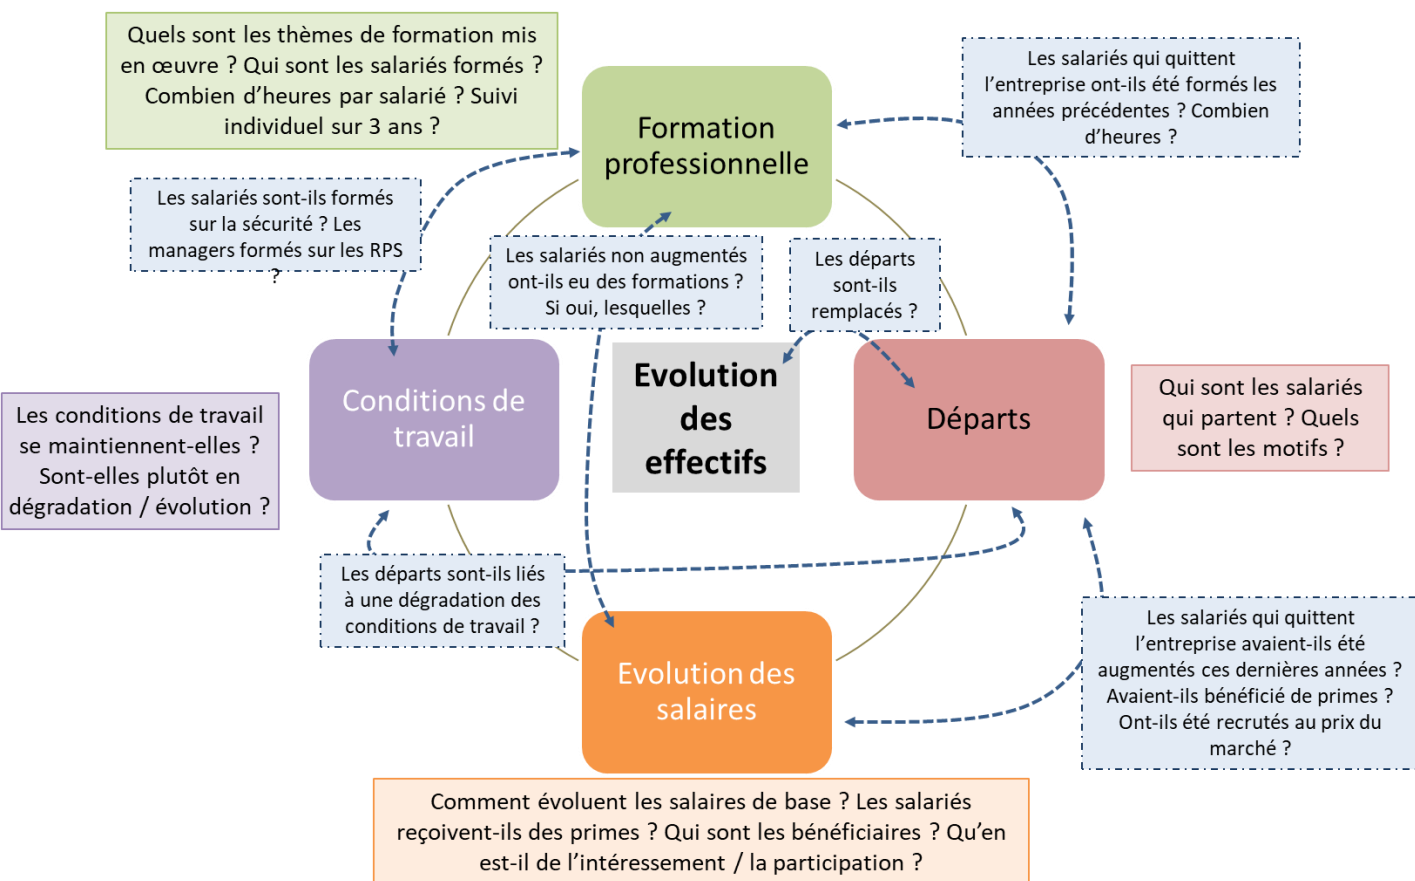 Quels sont les thèmes de formation mis
en œuvre ? Qui sont les salariés formés ?
Combien d’heures par salarié ? Suivi
individuel sur 3 ans ?
Formation
professionnelle
Les salariés qui quittent
l’entreprise ont-ils été formés les
années précédentes ? Combien
d’heures ?
Les salariés sont-ils formés
sur la sécurité ? Les
managers formés sur les RPS
?
Les salariés non augmentés
ont-ils eu des formations ?
Si oui, lesquelles ?
Les départs
sont-ils
remplacés ?
Conditions de
travail
Evolution
des
effectifs
Départs
Qui sont les salariés
qui partent ? Quels
sont les motifs ?
Les conditions de travail
se maintiennent-elles ?
Sont-elles plutôt en
dégradation / évolution ?
Les départs sont-ils liés
à une dégradation des
conditions de travail ?
Evolution des
salaires
Les salariés qui quittent
l’entreprise avaient-ils été
augmentés ces dernières années ?
Avaient-ils bénéficié de primes ?
Ont-ils été recrutés au prix du
marché ?
Comment évoluent les salaires de base ? Les salariés
reçoivent-ils des primes ? Qui sont les bénéficiaires ? Qu’en
est-il de l’intéressement / la participation ?